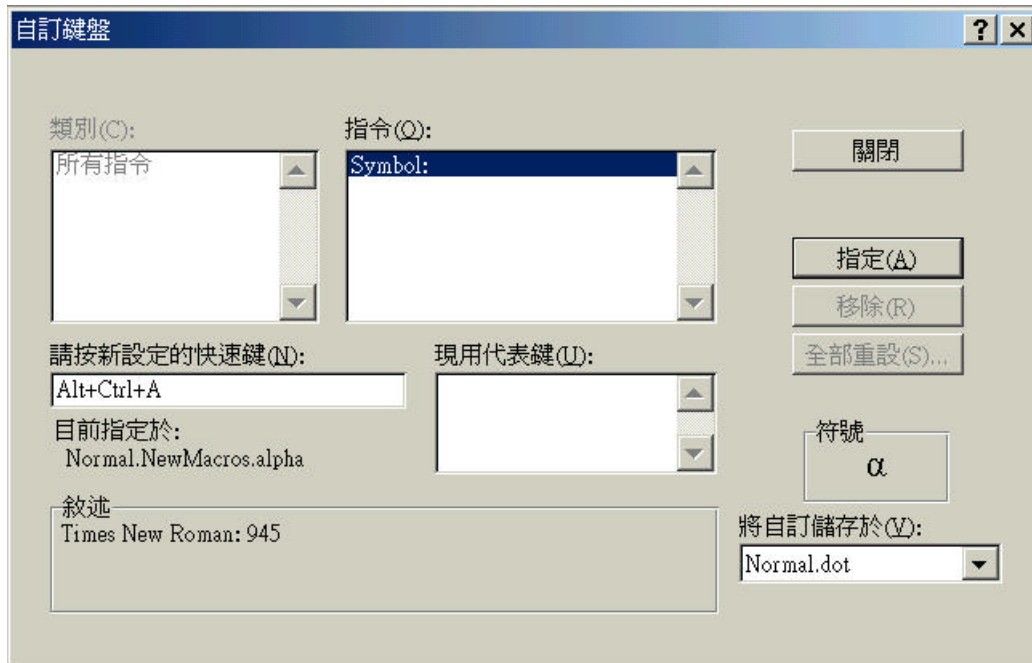 自訂鍵盤
類別(C):
指令(O):
所有指令
Symbol:
關閉
指定(A)
移除(R)
全部重設(S)...
請按新設定的快速鍵(N):
現用代表鍵(U):
Alt+Ctrl+A
目前指定於:
Normal.NewMacros.alpha
符號
α
敘述
Times New Roman: 945
將自訂儲存於(V):
Normal.dot